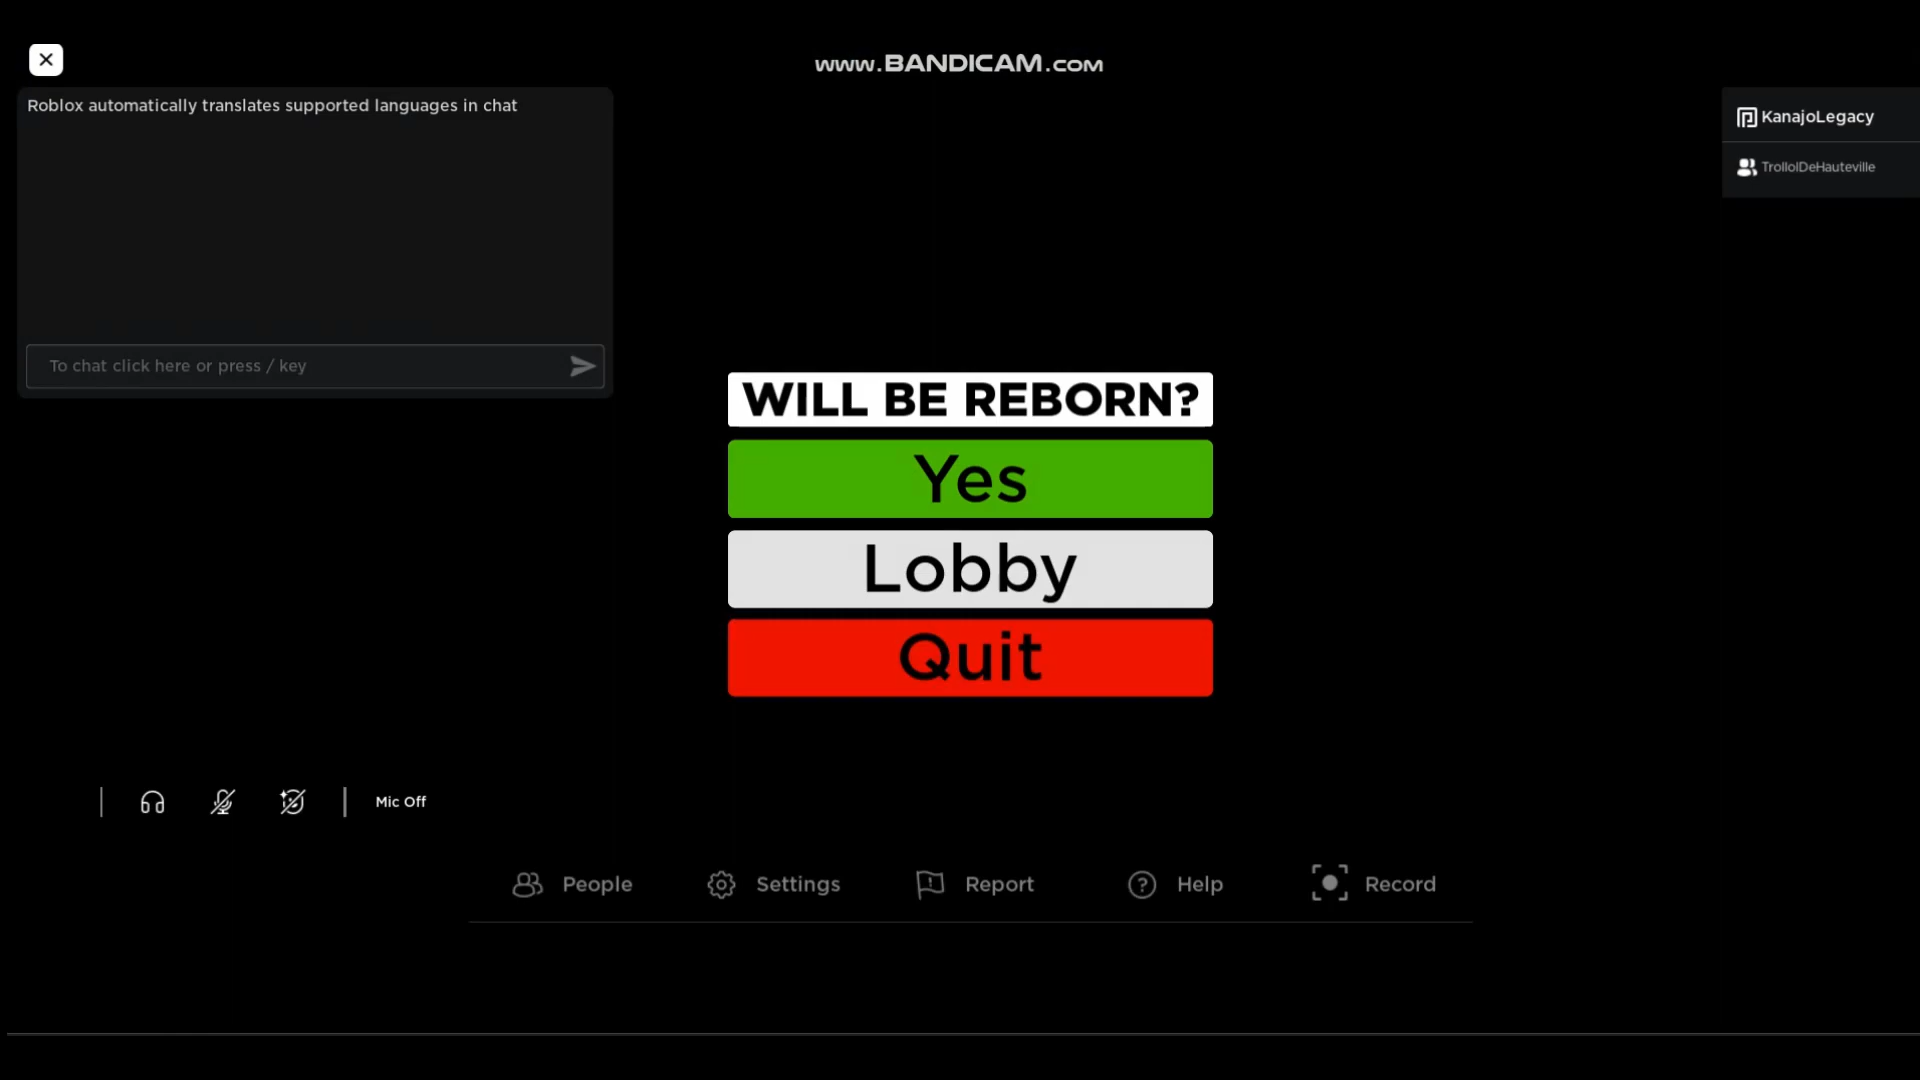 www.BANDICAM.com
Roblox automatically translates supported languages in chat
KanajoLegacy
TrollolDeHauteville
To chat click here or press / key
WILL BE REBORN?
Yes
Lobby
Quit
Mic Off
People
Settings
Report
Help
Record